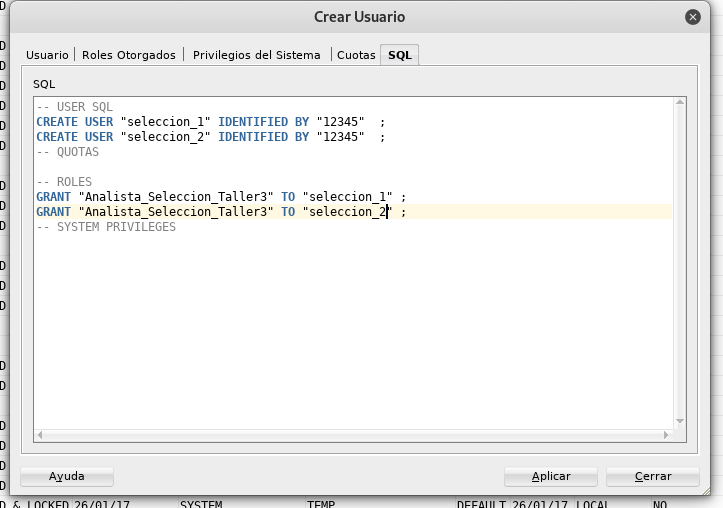 Crear Usuario
Usuario
Roles Otorgados
Privilegios del Sistema
Cuotas
SQL
SQL
-- USER SQL
CREATE USER "seleccion_1" IDENTIFIED BY "12345"  ;
CREATE USER "seleccion_2" IDENTIFIED BY "12345"  ;
-- QUOTAS
-- ROLES
GRANT "Analista_Seleccion_Taller3" TO "seleccion_1" ;
GRANT "Analista_Seleccion_Taller3" TO "seleccion_2" ;
-- SYSTEM PRIVILEGES
Ayuda
Aplicar
Cerrar
D & LOCKED 26/01/17 SYSTEM TEMP DEFAULT 26/01/17 LOCAL NO